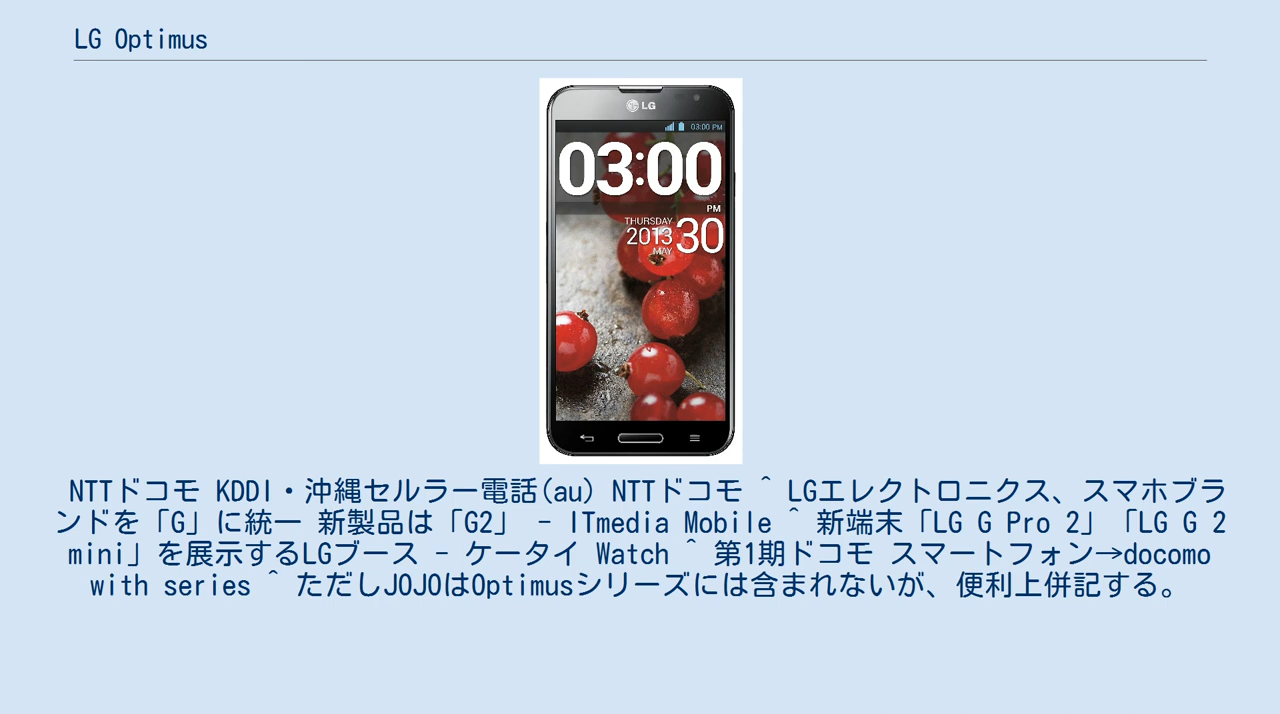 LG Optimus
LG
03:00 PM
03:00
PM
THURSDAY
2013
MAY
30
NTTドコモ KDDI・沖縄セルラー電話(au) NTTドコモ ^ LGエレクトロニクス、スマホブラ
ンドを「G」に統一 新製品は「G2」 - ITmedia Mobile ^ 新端末「LG G Pro 2」「LG G 2
mini」を展示するLGブース - ケータイ Watch ^ 第1期ドコモ スマートフォン→docomo
with series ^ ただしJOJOはOptimusシリーズには含まれないが、便利上併記する。